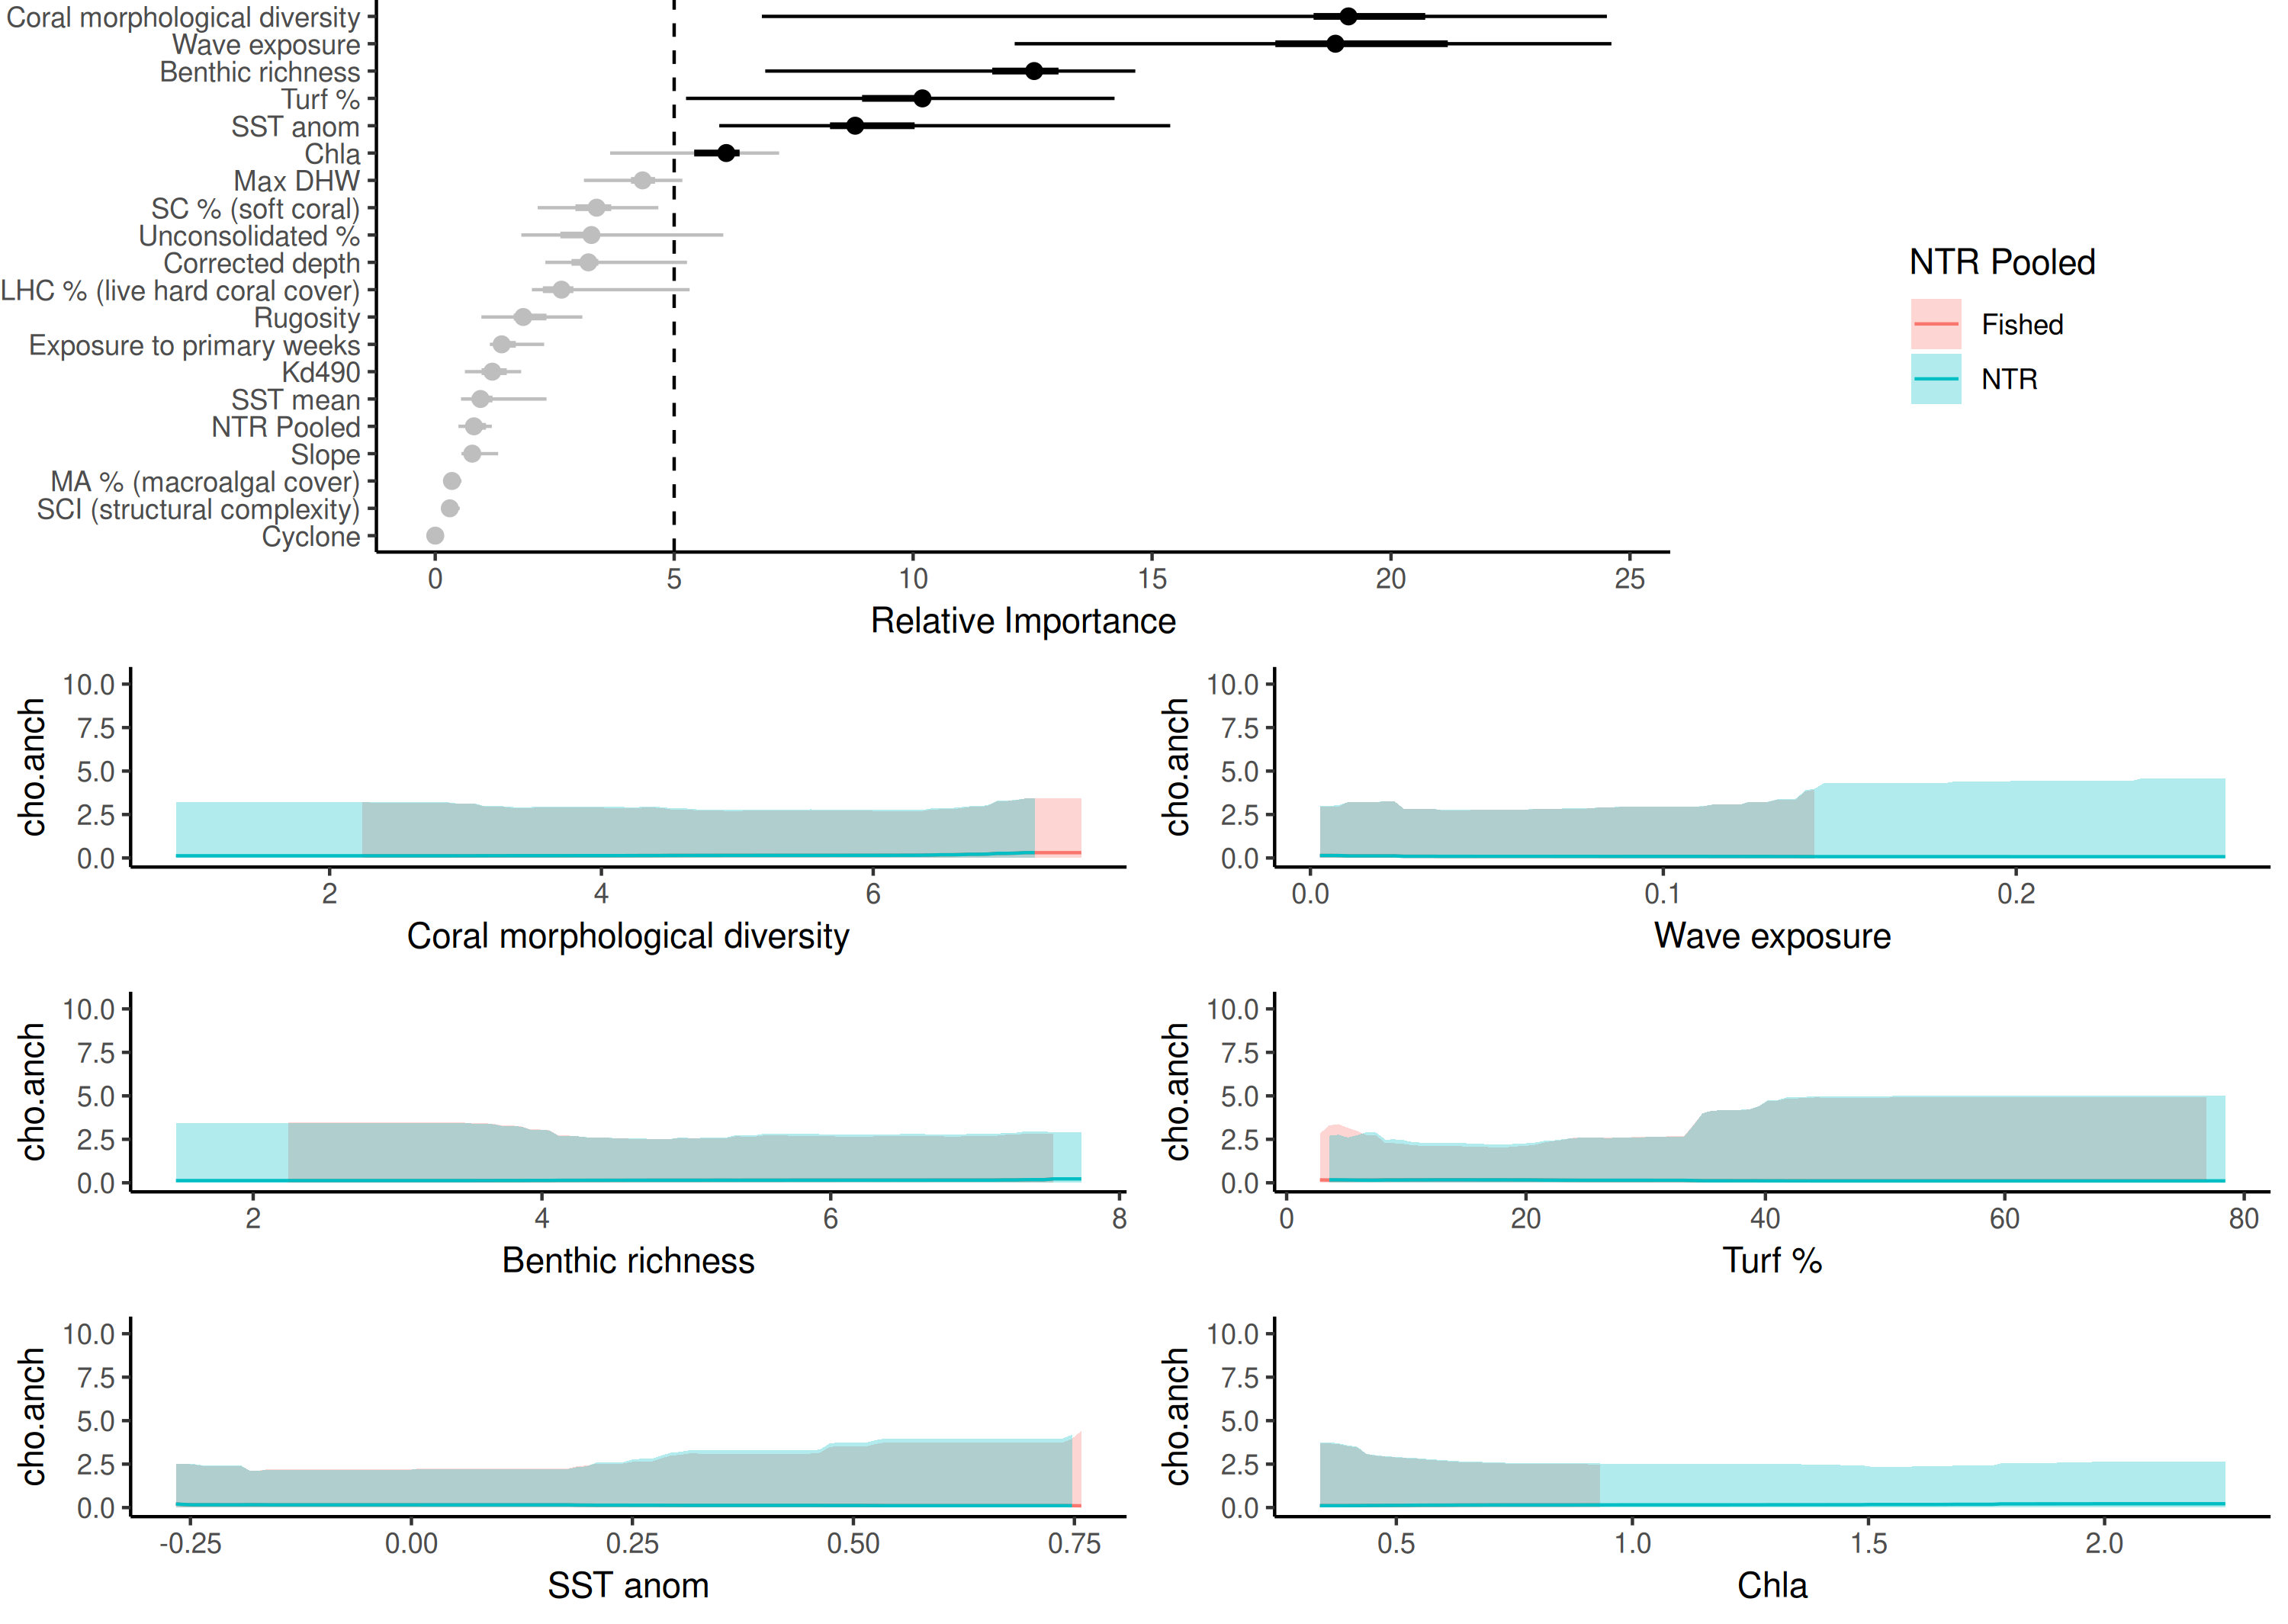 Coral morphological diversity
Wave exposure
Benthic richness
Turf %
SST anom
Chla
Max DHW
SC % (soft coral)
Unconsolidated %
Corrected depth
LHC % (live hard coral cover)
Rugosity
Exposure to primary weeks
Kd490
SST mean
NTR Pooled
Slope
MA % (macroalgal cover)
SCI (structural complexity)
Cyclone
0 5 10 15 20 25
Relative Importance
NTR Pooled
Fished
NTR
10.0
7.5
5.0
2.5
0.0
cho.anch
2 4 6
Coral morphological diversity
10.0
7.5
5.0
2.5
0.0
cho.anch
0.0 0.1 0.2
Wave exposure
10.0
7.5
5.0
2.5
0.0
cho.anch
2 4 6 8
Benthic richness
10.0
7.5
5.0
2.5
0.0
cho.anch
0 20 40 60 80
Turf %
10.0
7.5
5.0
2.5
0.0
cho.anch
-0.25 0.00 0.25 0.50 0.75
SST anom
10.0
7.5
5.0
2.5
0.0
cho.anch
0.5 1.0 1.5 2.0
Chla